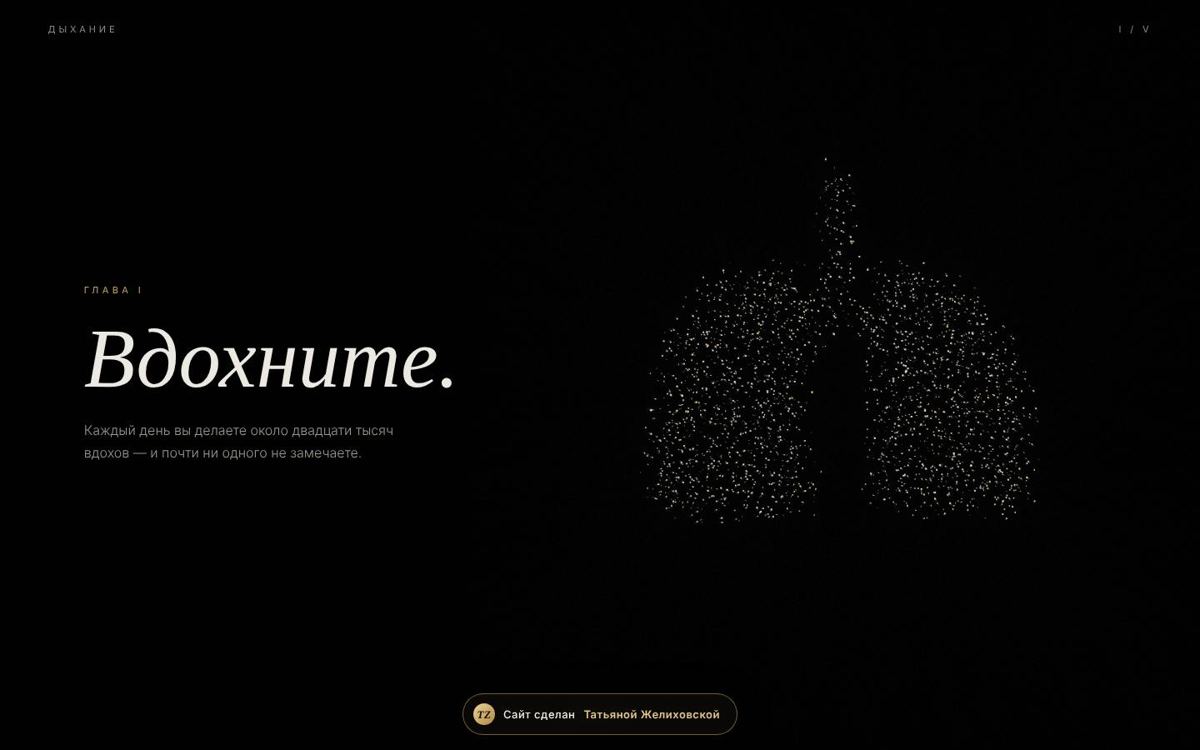 ДЫХАНИЕ
I / V
ГЛАВА I
Вдохните.
Каждый день вы делаете около двадцати тысяч
вдохов — и почти ни одного не замечаете.
TZ Сайт сделан Татьяной Желиховской